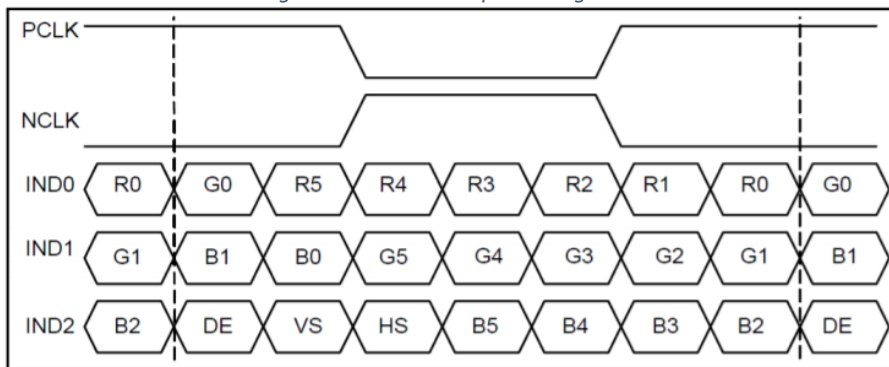 PCLK
NCLK
IND0 R0 G0 R5 R4 R3 R2 R1 R0 G0
IND1 G1 B1 B0 G5 G4 G3 G2 G1 B1
IND2 B2 DE VS HS B5 B4 B3 B2 DE